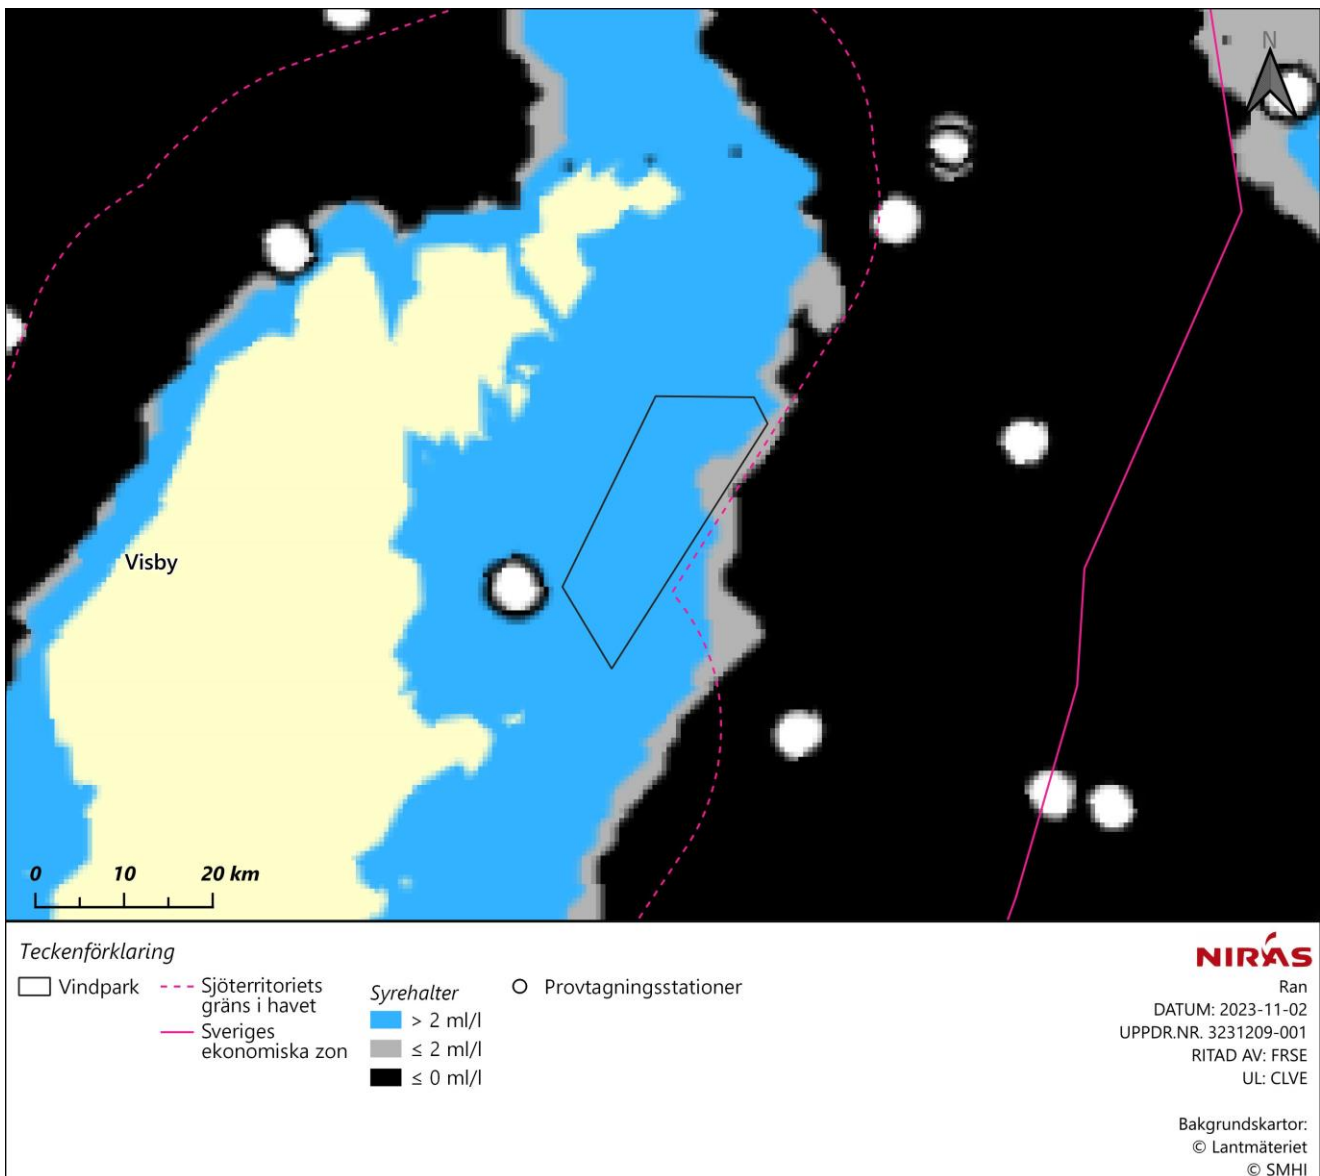 N
Visby
0 10 20 km
Teckenförklaring
Vindpark
Sjöterritoriets
gräns i havet
Sveriges
ekonomiska zon
Syrehalter
> 2 ml/l
≤ 2 ml/l
≤ 0 ml/l
Provtagningsstationer
NIRÁS
Ran
DATUM: 2023-11-02
UPPDR.NR. 3231209-001
RITAD AV: FRSE
UL: CLVE
Bakgrundskartor:
© Lantmäteriet
© SMHI